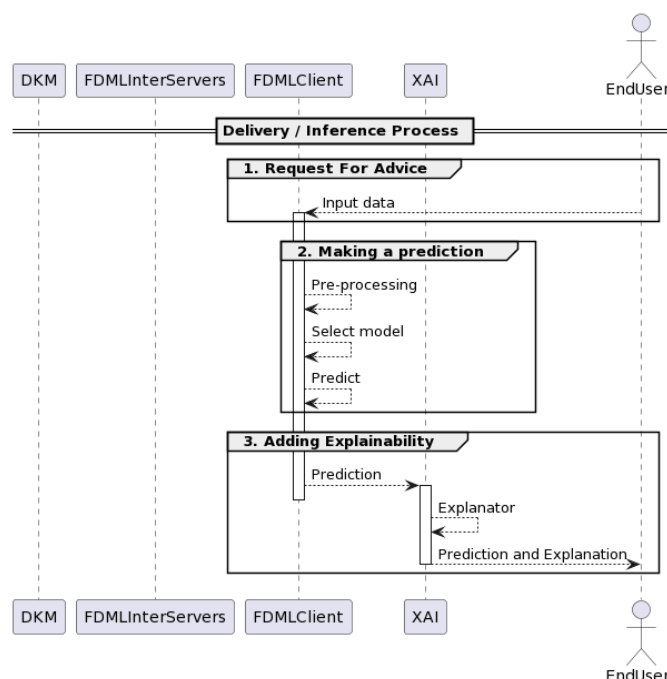 EndUser
DKM
FDMLInterServers
FDMLClient
XAI
Delivery / Inference Process
1. Request For Advice
Input data
2. Making a prediction
Pre-processing
Select model
Predict
3. Adding Explainability
Prediction
Explanator
Prediction and Explanation
DKM
FDMLInterServers
FDMLClient
XAI
EndUser